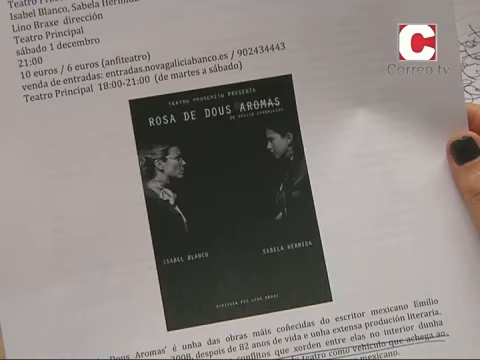 Isabel Blanco, Sabela Hermida
Lino Braxe dirección
Teatro Principal
sábado 1 decembro
21:00
10 euros / 6 euros (anfiteatro)
venda de entradas: entradas.novagaliciabanco.es / 902434443
Teatro Principal 18:00-21:00 (de martes a sábado)
C
Correo tv
TEATRO PROSCRITO PRESENTA
ROSA DE DOUS AROMAS
DE EMILIO CARBALLIDO
ISABEL BLANCO
SABELA HERMIDA
DIRIXIDA POR LINO BRAXE
Dous Aromas' é unha das obras máis coñecidas do escritor mexicano Emilio
2008, despois de 82 anos de vida e unha extensa produción literaria.
conflitos que xorden entre elas no interior dunha
teatro como vehículo que achega ao
mexicano